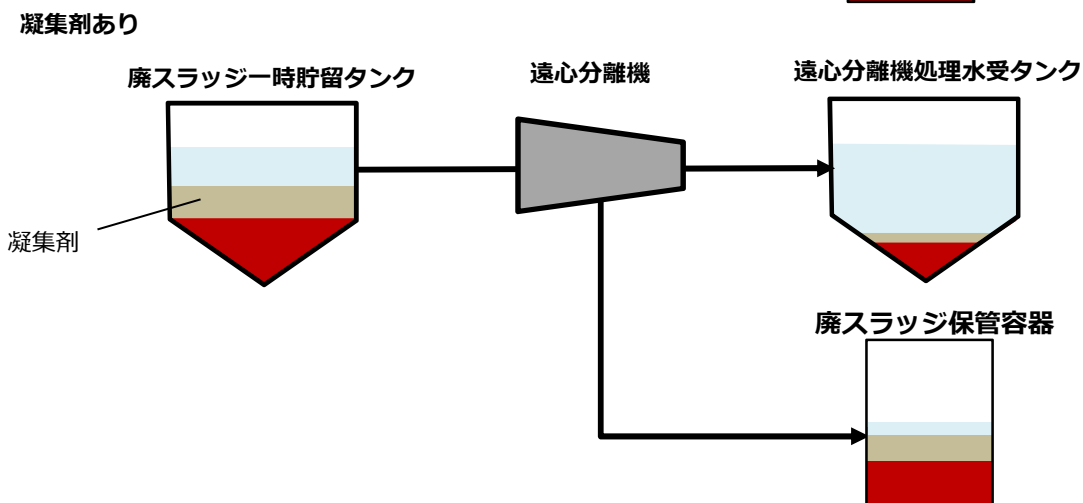 凝集剤あり
廃スラッジ一時貯留タンク
遠心分離機
遠心分離機処理水受タンク
凝集剤
廃スラッジ保管容器